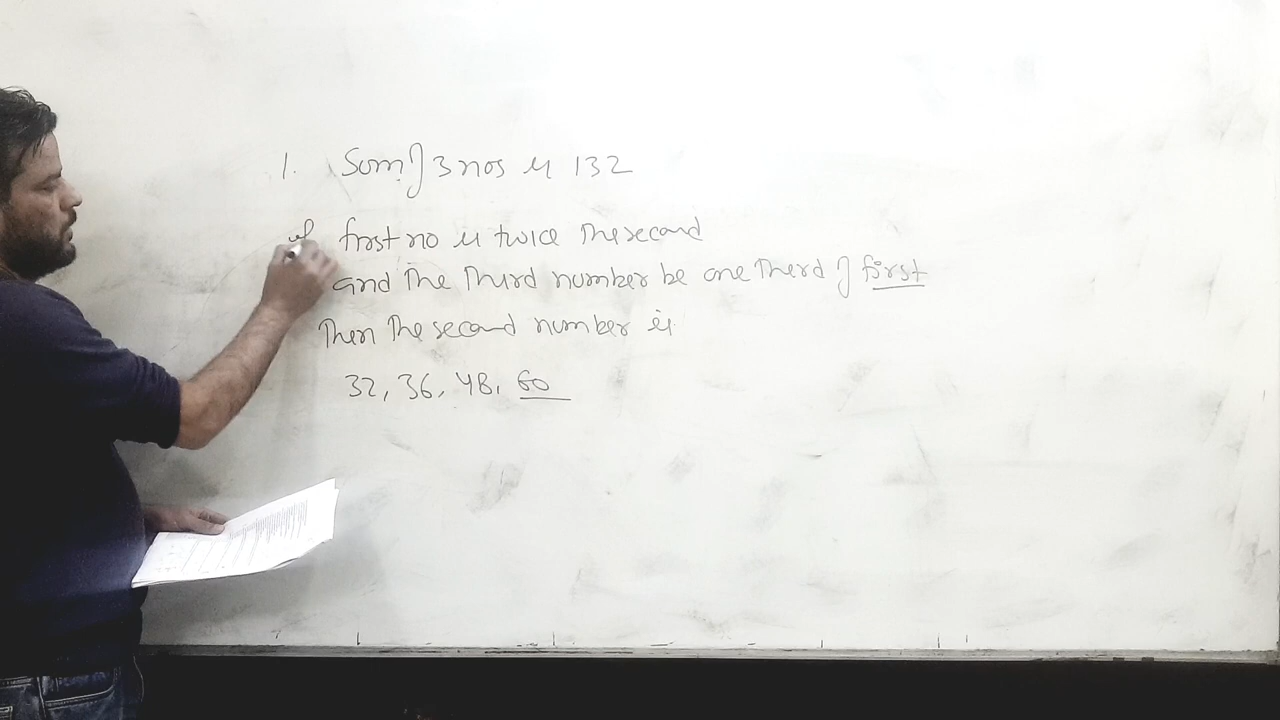 1. Sum of 3 nos is 132
if first no is twice the second
and the third number be one third of first
Then the second number is
32, 36, 48, 60